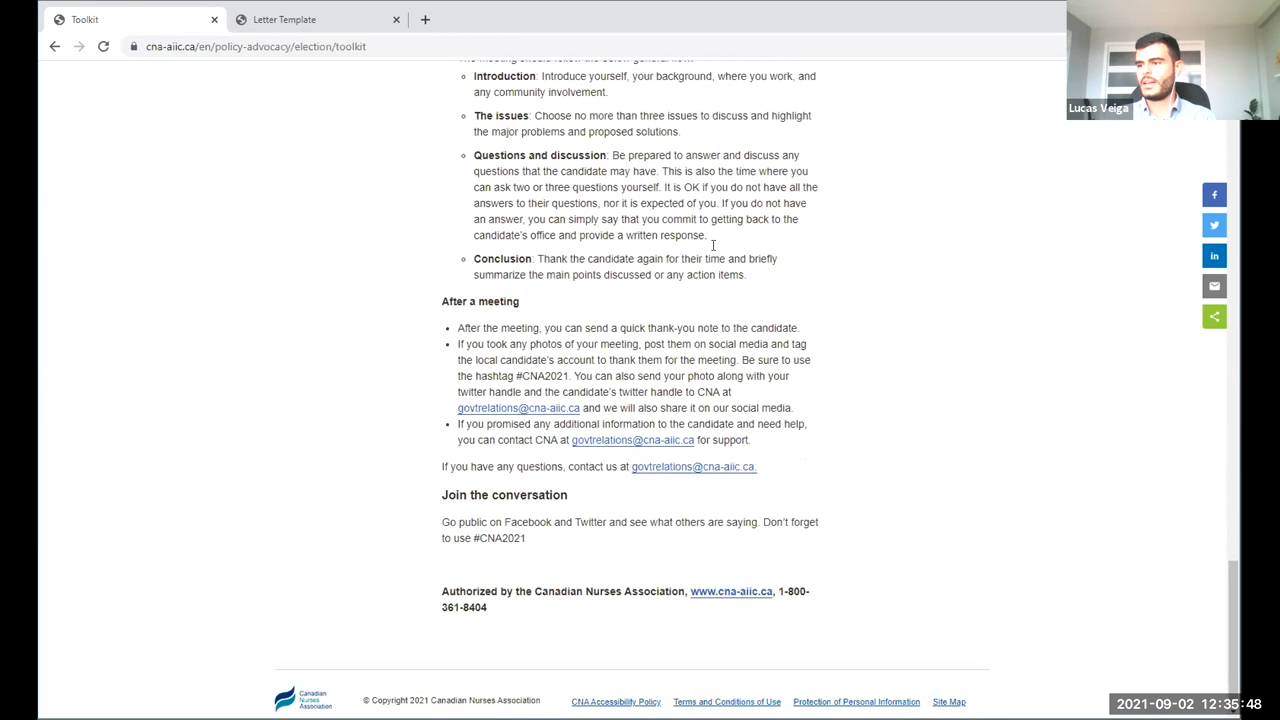 Toolkit
Letter Template
cna-aiic.ca/en/policy-advocacy/election/toolkit
Lucas Veiga
The meeting should follow the below general flow:
Introduction: Introduce yourself, your background, where you work, and
any community involvement.
The issues: Choose no more than three issues to discuss and highlight
the major problems and proposed solutions.
Questions and discussion: Be prepared to answer and discuss any
questions that the candidate may have. This is also the time where you
can ask two or three questions yourself. It is OK if you do not have all the
answers to their questions, nor it is expected of you. If you do not have
an answer, you can simply say that you commit to getting back to the
candidate's office and provide a written response.
Conclusion: Thank the candidate again for their time and briefly
summarize the main points discussed or any action items.
After a meeting
After the meeting, you can send a quick thank-you note to the candidate.
If you took any photos of your meeting, post them on social media and tag
the local candidate's account to thank them for the meeting. Be sure to use
the hashtag #CNA2021. You can also send your photo along with your
twitter handle and the candidate's twitter handle to CNA at
govtrelations@cna-aiic.ca and we will also share it on our social media.
If you promised any additional information to the candidate and need help,
you can contact CNA at govtrelations@cna-aiic.ca for support.
If you have any questions, contact us at govtrelations@cna-aiic.ca.
Join the conversation
Go public on Facebook and Twitter and see what others are saying. Don't forget
to use #CNA2021
Authorized by the Canadian Nurses Association, www.cna-aiic.ca, 1-800-
361-8404
Canadian
Nurses
Association
© Copyright 2021 Canadian Nurses Association
CNA Accessibility Policy
Terms and Conditions of Use
Protection of Personal Information
Site Map
2021-09-02 12:35:48